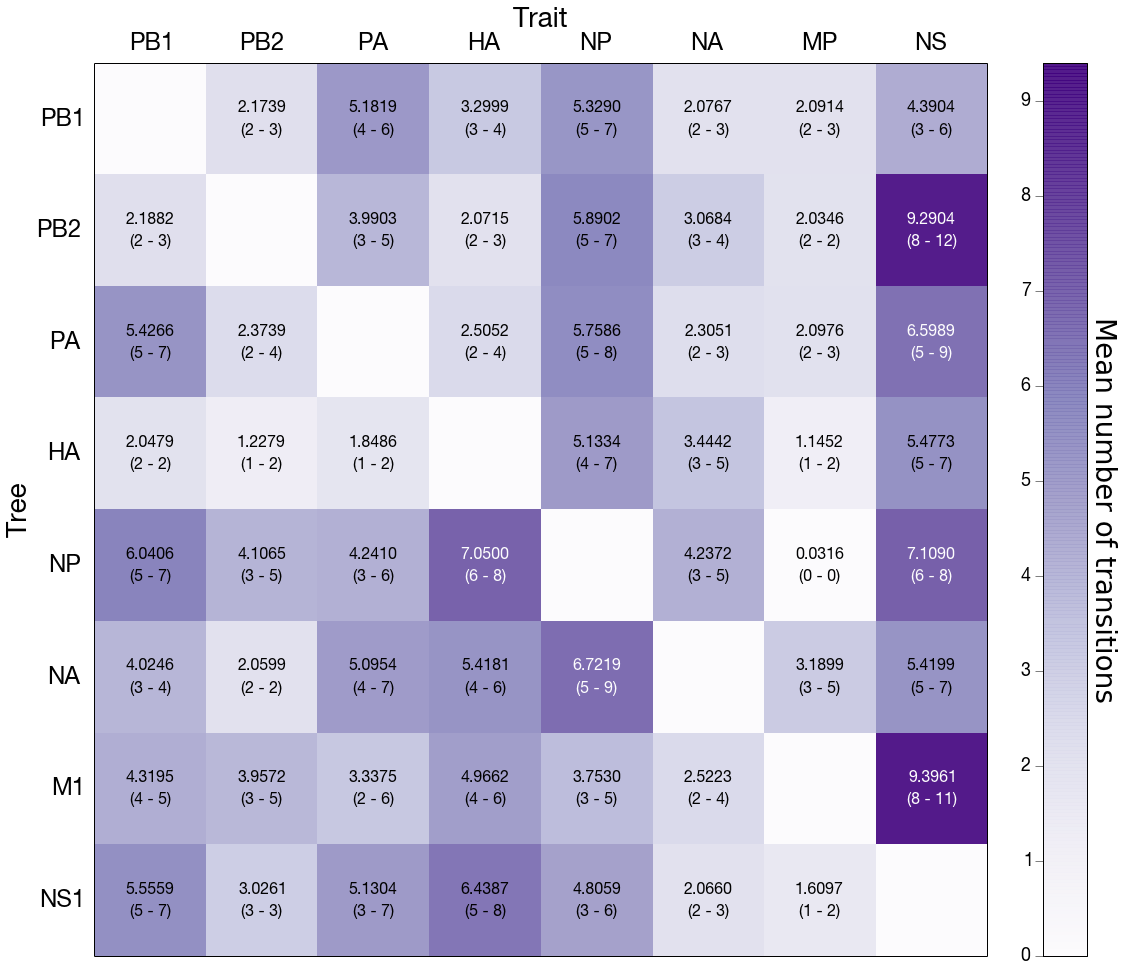 Trait
PB1 PB2 PA HA NP NA MP NS
PB1 2.1739 5.1819 3.2999 5.3290 2.0767 2.0914 4.3904
(2 - 3) (4 - 6) (3 - 4) (5 - 7) (2 - 3) (2 - 3) (3 - 6)
PB2 2.1882 3.9903 2.0715 5.8902 3.0684 2.0346 9.2904
(2 - 3) (3 - 5) (2 - 3) (5 - 7) (3 - 4) (2 - 2) (8 - 12)
PA 5.4266 2.3739 2.5052 5.7586 2.3051 2.0976 6.5989
(5 - 7) (2 - 4) (2 - 4) (5 - 8) (2 - 3) (2 - 3) (5 - 9)
HA 2.0479 1.2279 1.8486 5.1334 3.4442 1.1452 5.4773
(2 - 2) (1 - 2) (1 - 2) (4 - 7) (3 - 5) (1 - 2) (5 - 7)
NP 6.0406 4.1065 4.2410 7.0500 4.2372 0.0316 7.1090
(5 - 7) (3 - 5) (3 - 6) (6 - 8) (3 - 5) (0 - 0) (6 - 8)
NA 4.0246 2.0599 5.0954 5.4181 6.7219 3.1899 5.4199
(3 - 4) (2 - 2) (4 - 7) (4 - 6) (5 - 9) (3 - 5) (5 - 7)
M1 4.3195 3.9572 3.3375 4.9662 3.7530 2.5223 9.3961
(4 - 5) (3 - 5) (2 - 6) (4 - 6) (3 - 5) (2 - 4) (8 - 11)
NS1 5.5559 3.0261 5.1304 6.4387 4.8059 2.0660 1.6097
(5 - 7) (3 - 3) (3 - 7) (5 - 8) (3 - 6) (2 - 3) (1 - 2)
Tree
9
8
7
6
5
4
3
2
1
0
Mean number of transitions